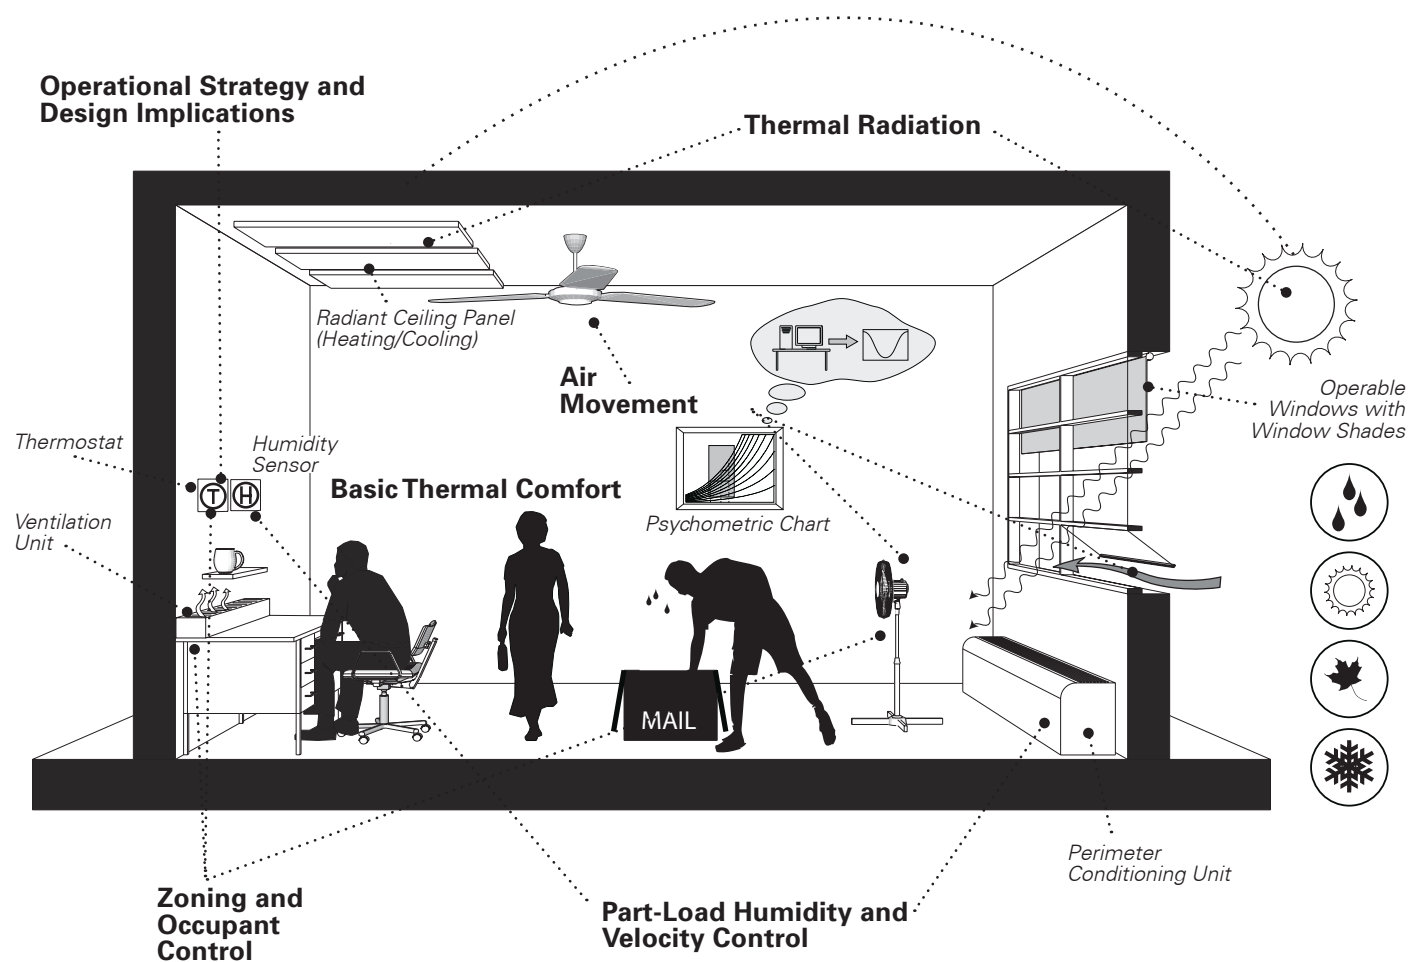 Operational Strategy and
Design Implications
Thermal Radiation
Radiant Ceiling Panel
(Heating/Cooling)
Air
Movement
Operable
Windows with
Window Shades
Thermostat
Humidity
Sensor
T
H
Basic Thermal Comfort
Psychometric Chart
Ventilation
Unit
MAIL
Perimeter
Conditioning Unit
Zoning and
Occupant
Control
Part-Load Humidity and
Velocity Control